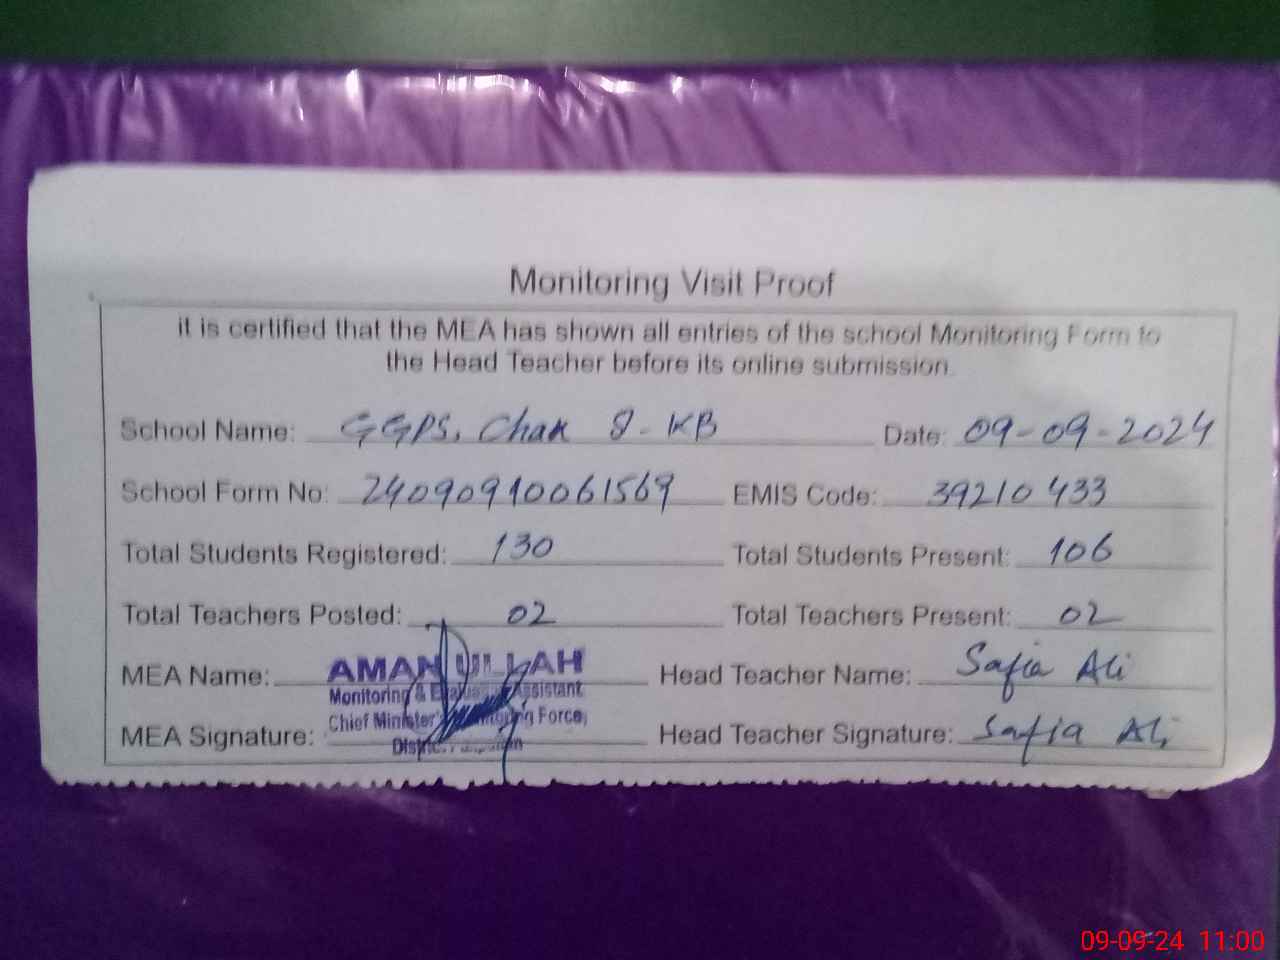 Monitoring Visit Proof
it is certified that the MEA has shown all entries of the school Monitoring Form to
the Head Teacher before its online submission.
School Name: GGPS, Chak 8-KB Date: 09-09-2024
School Form No: 24090910061569 EMIS Code: 39210433
Total Students Registered: 130 Total Students Present: 106
Total Teachers Posted: 02 Total Teachers Present: 02
MEA Name: AMAN ULLAH Head Teacher Name: Safia Ali
Monitoring & Evaluation Assistant
Chief Minister's Monitoring Force,
MEA Signature: Head Teacher Signature: Safia Ali
District
09-09-24 11:00